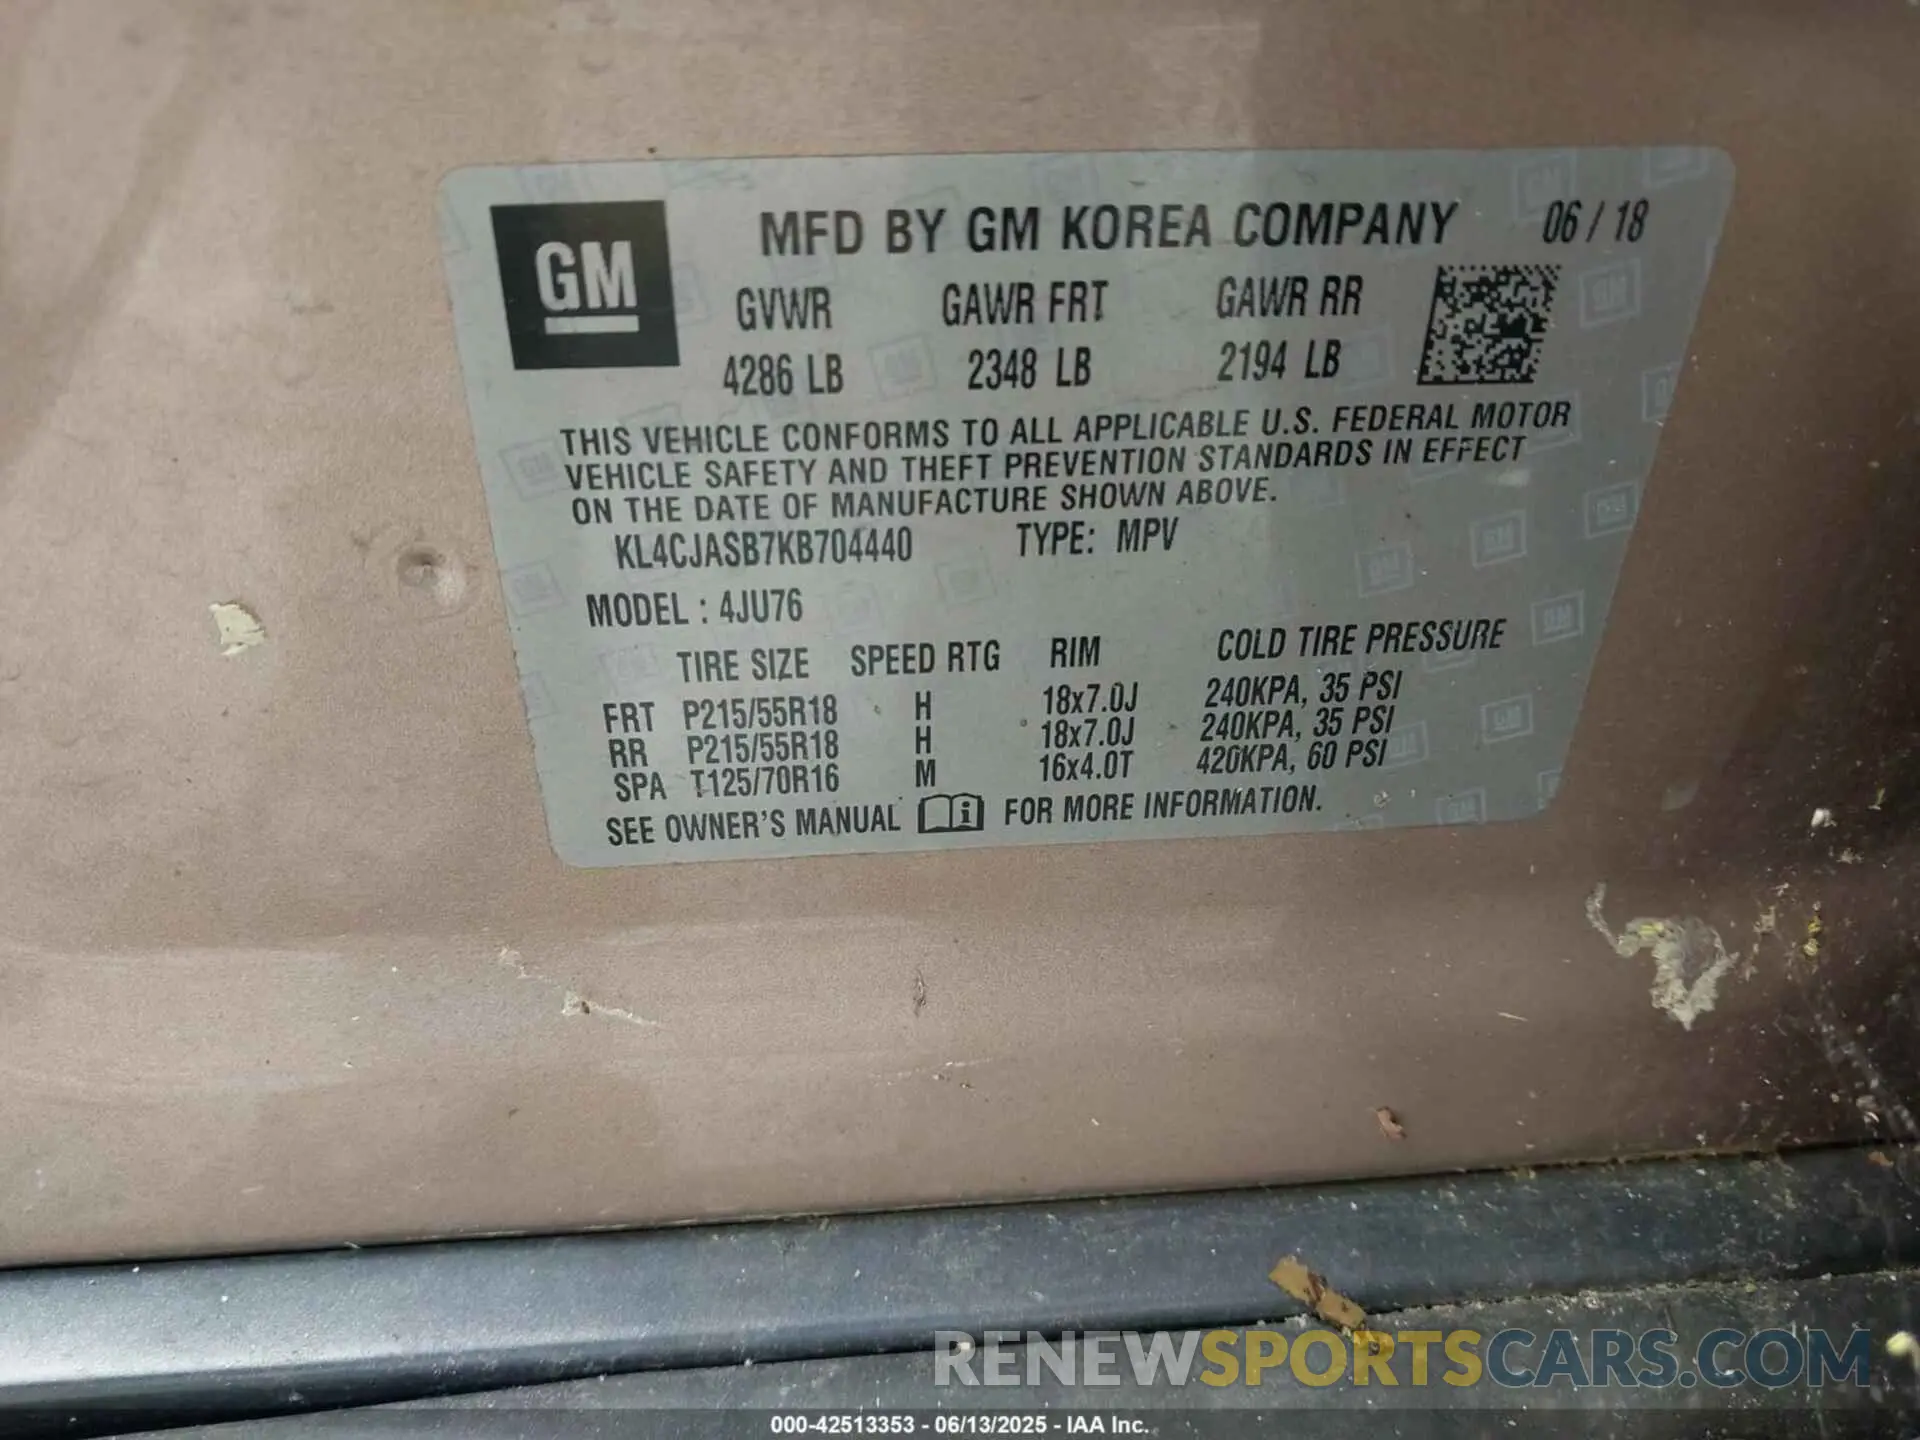 GM
MFD BY GM KOREA COMPANY 06 / 18
GVWR GAWR FRT GAWR RR
4286 LB 2348 LB 2194 LB
THIS VEHICLE CONFORMS TO ALL APPLICABLE U.S. FEDERAL MOTOR
VEHICLE SAFETY AND THEFT PREVENTION STANDARDS IN EFFECT
ON THE DATE OF MANUFACTURE SHOWN ABOVE.
KL4CJASB7KB704440 TYPE: MPV
MODEL : 4JU76
TIRE SIZE SPEED RTG RIM COLD TIRE PRESSURE
FRT P215/55R18 H 18x7.0J 240KPA, 35 PSI
RR P215/55R18 H 18x7.0J 240KPA, 35 PSI
SPA T125/70R16 M 16x4.0T 420KPA, 60 PSI
SEE OWNER'S MANUAL FOR MORE INFORMATION.
RENEWSPORTSCARS.COM
000-42513353 - 06/13/2025 - IAA Inc.